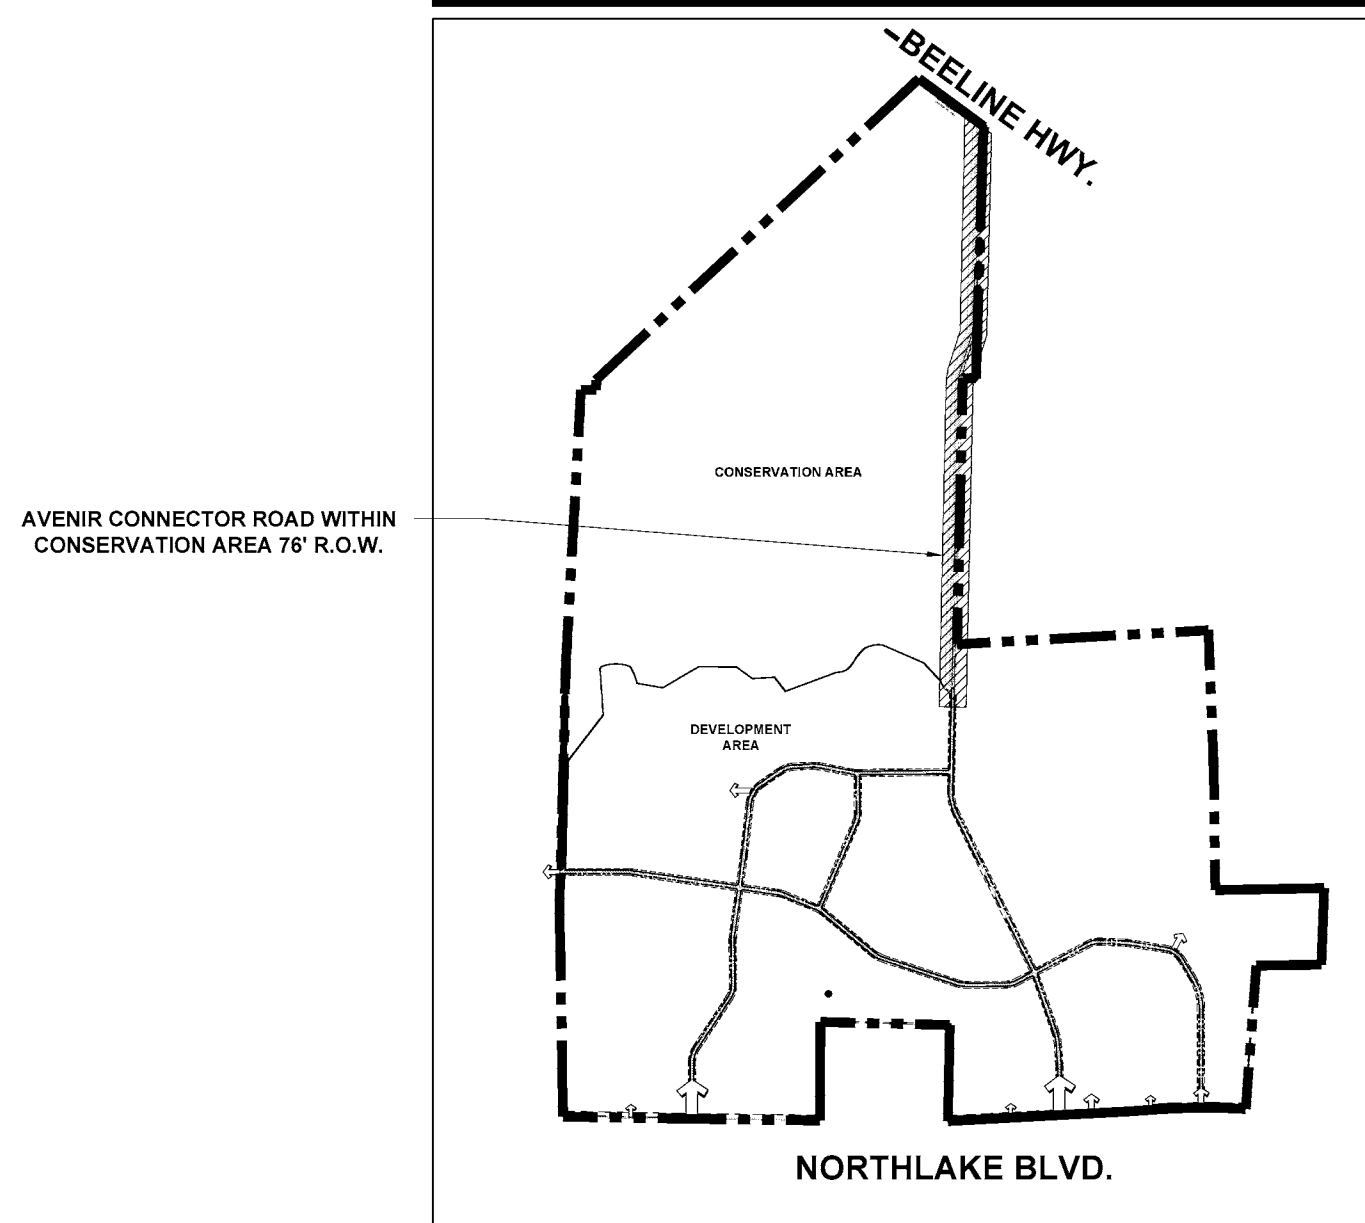 –BEELINE HWY.
CONSERVATION AREA
AVENIR CONNECTOR ROAD WITHIN
CONSERVATION AREA 76' R.O.W.
DEVELOPMENT
AREA
NORTHLAKE BLVD.